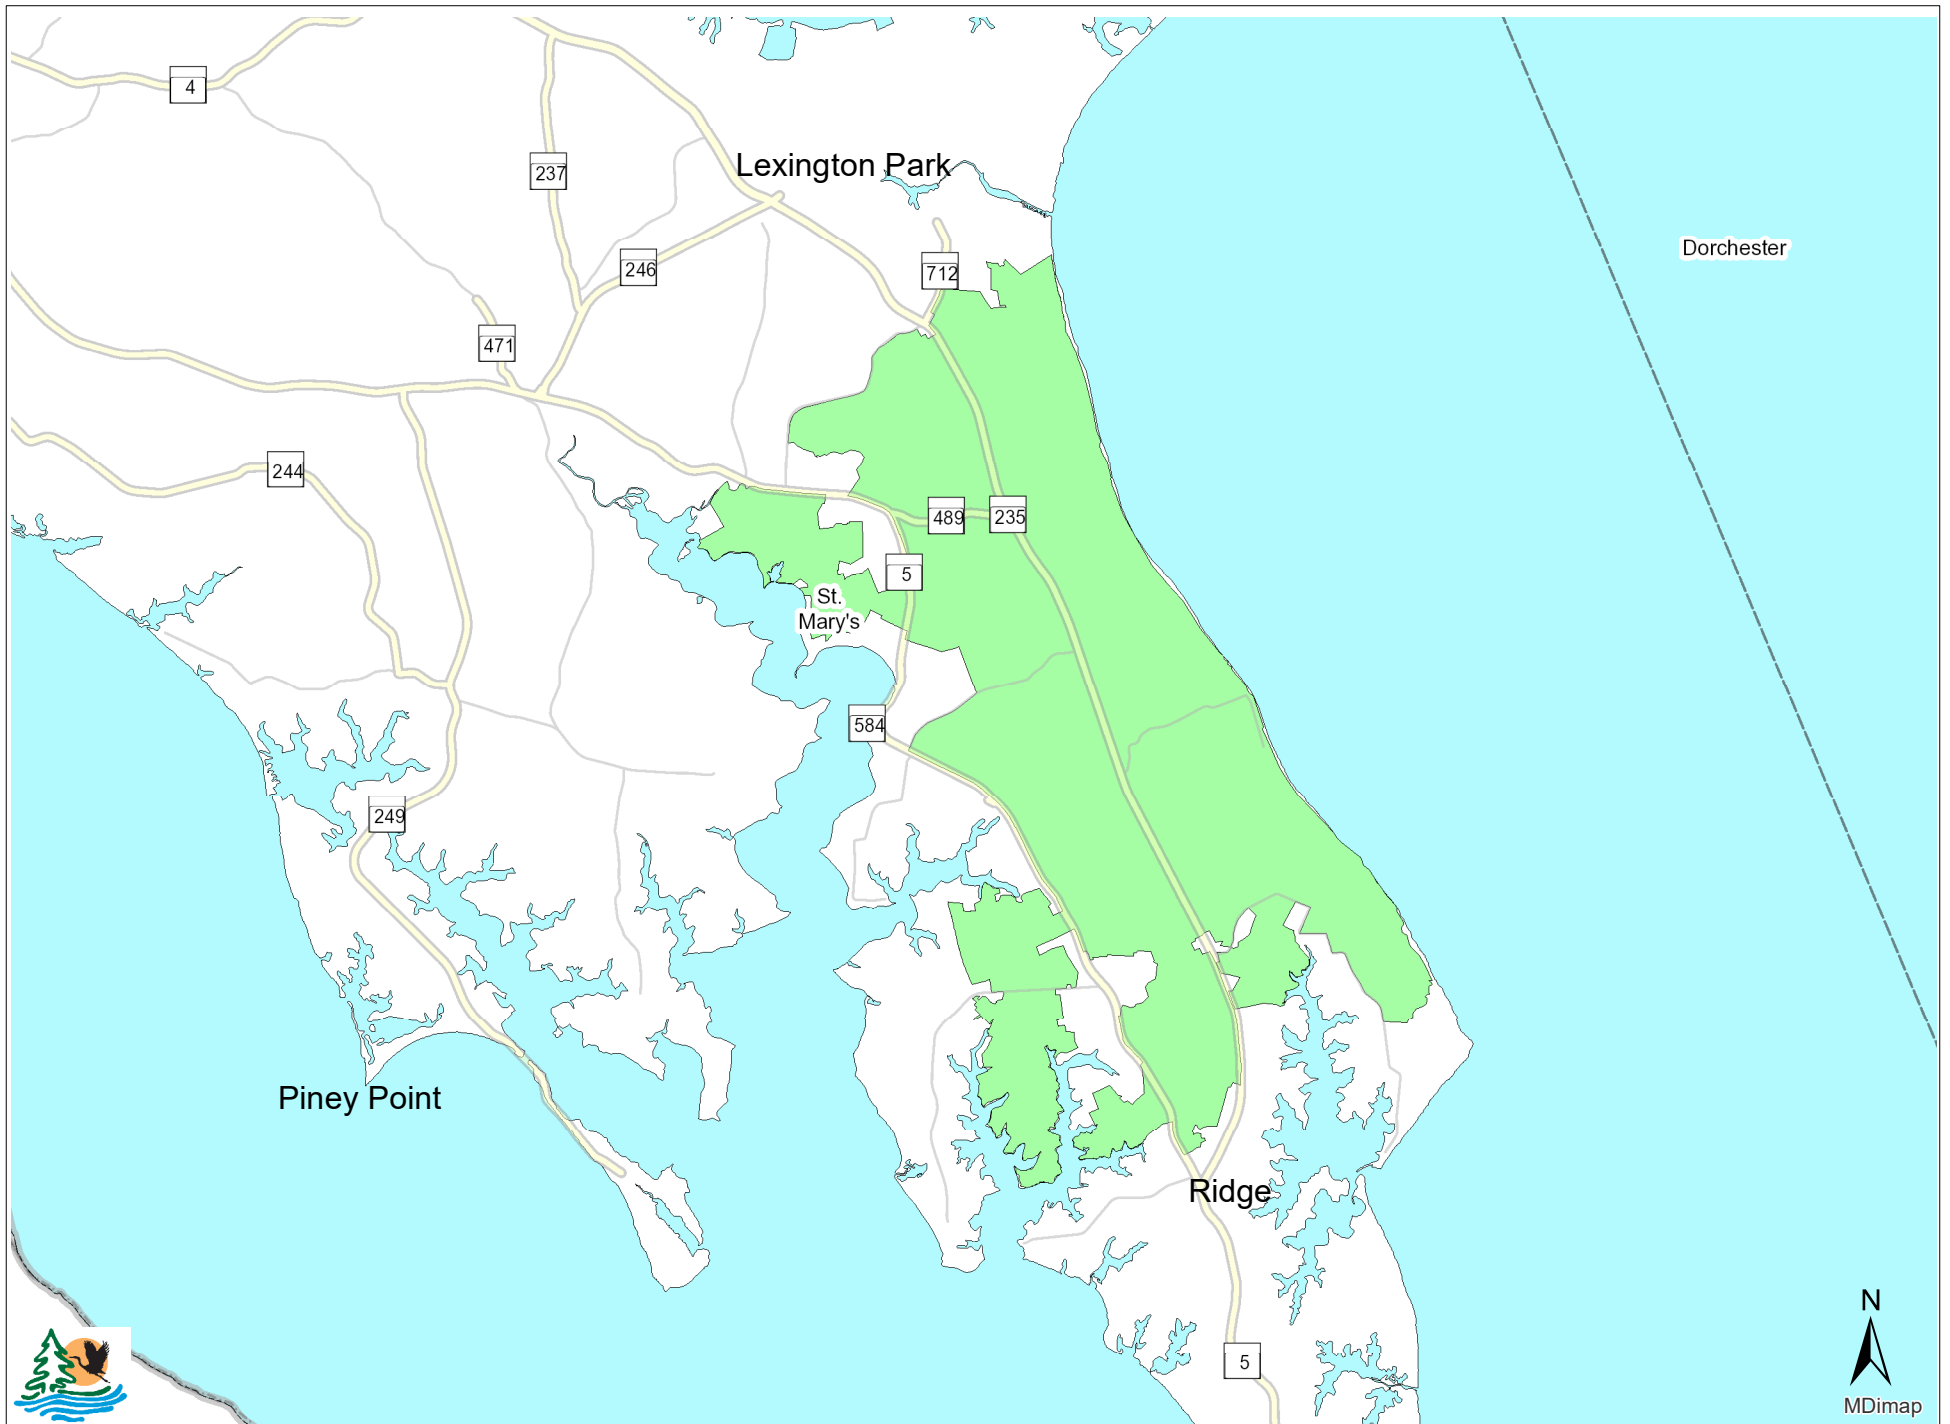 4
237
Lexington Park
Dorchester
246
712
471
244
489
235
5
St.
Mary's
584
249
Piney Point
Ridge
N
5
MDimap